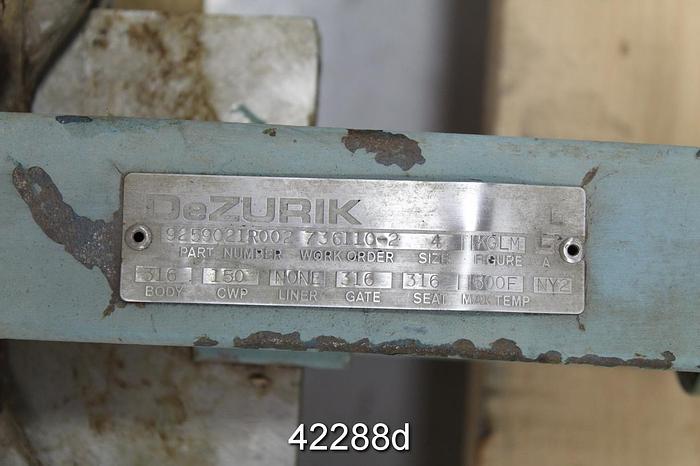 DeZURIK L
9259021R002 736110-2 4 KGLM
PART NUMBER WORK ORDER SIZE FIGURE A
316 150 NONE 316 316 500F NY2
BODY CWP LINER GATE SEAT MAX TEMP
42288d